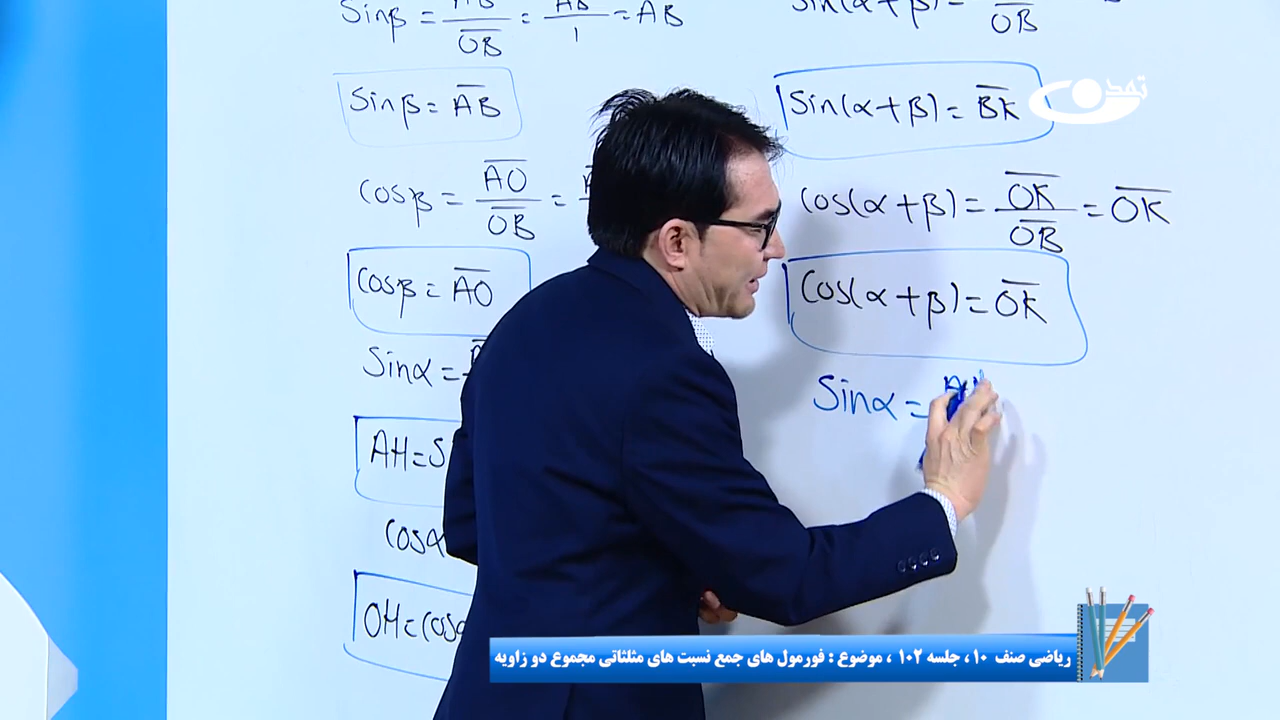 Sinβ = AB / OB = AB / 1 = AB
Sinβ = AB
Cosβ = AO / OB =
Cosβ = AO
Sinα =
AH = S
Cosα
OH = Cosα
Sin(α+β) = / OB
Sin(α+β) = BK
Cos(α+β) = OK / OB = OK
Cos(α+β) = OK
Sinα =
تمدن
ریاضی صنف ۱۰ ، جلسه ۱۰۲ ، موضوع : فورمول های جمع نسبت های مثلثاتی مجموع دو زاویه